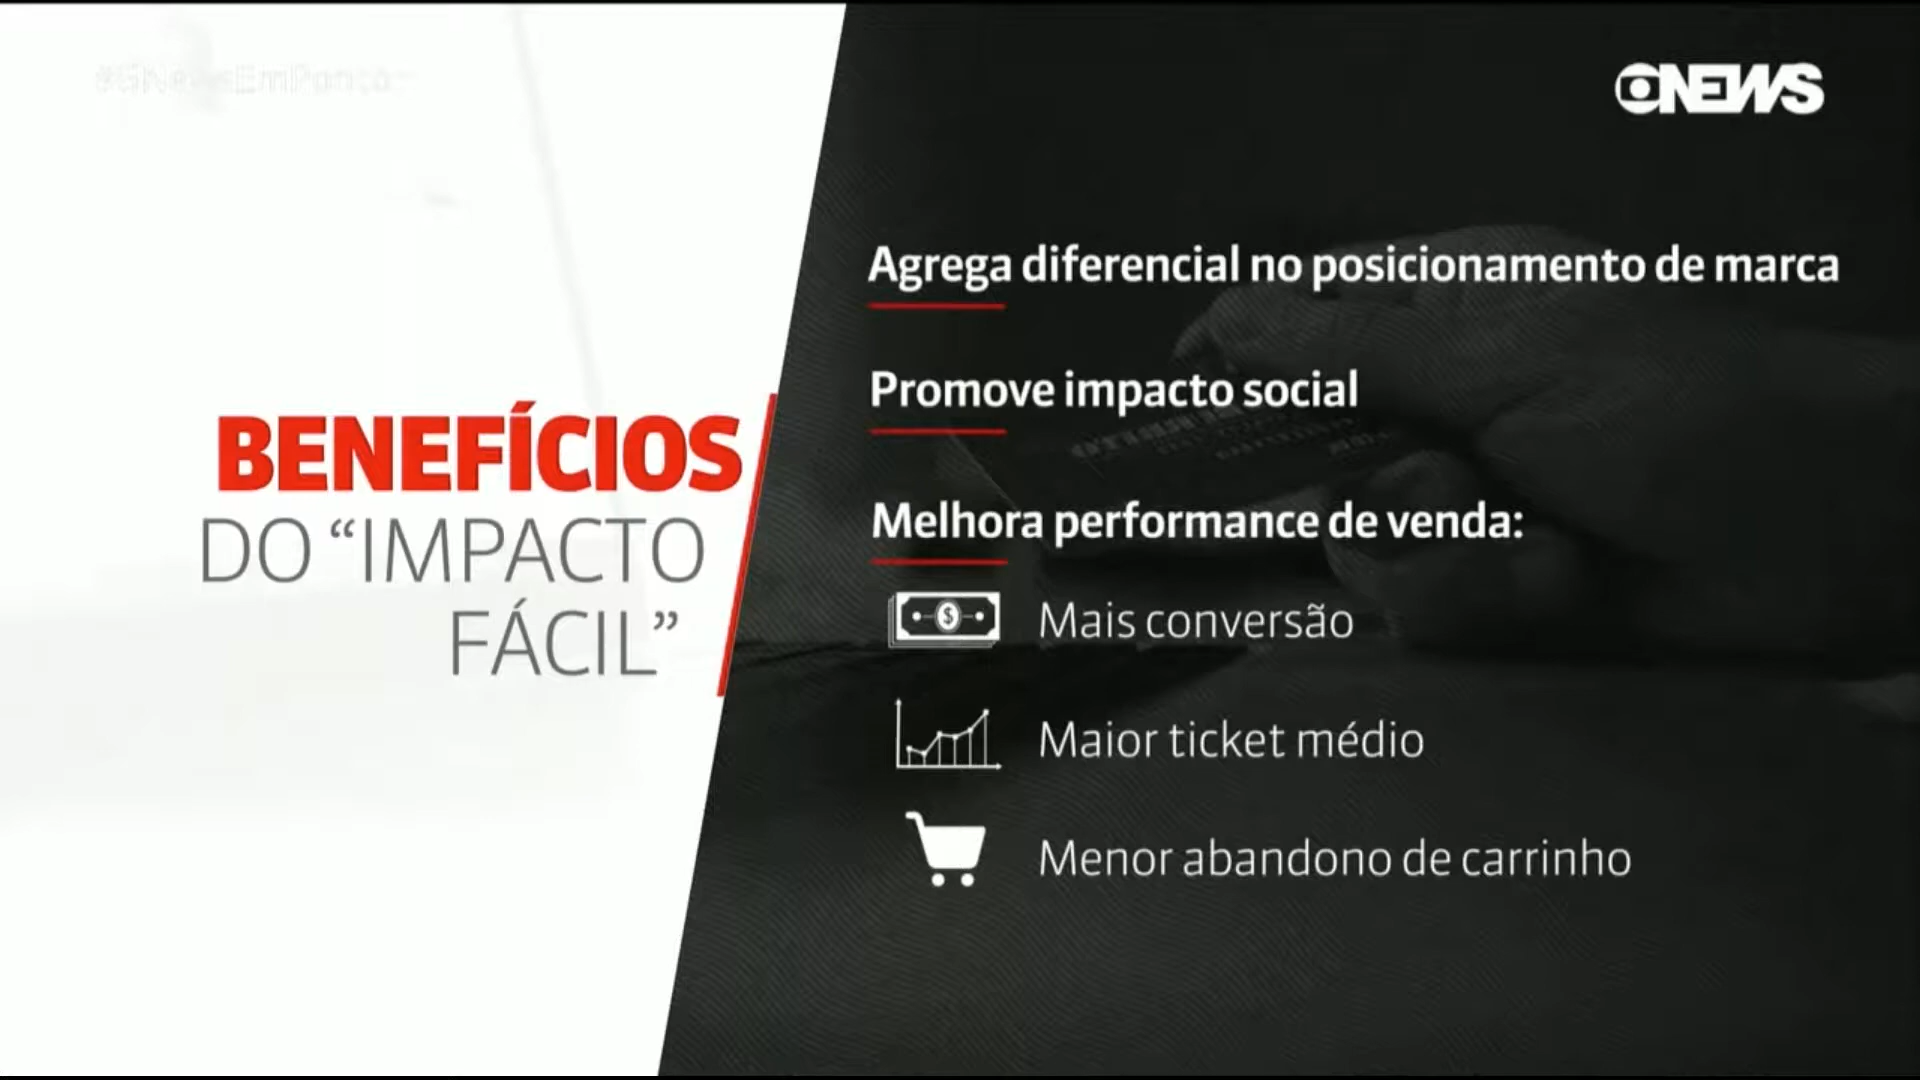 NEWS
BENEFÍCIOS
DO “IMPACTO
FÁCIL”
Agrega diferencial no posicionamento de marca
Promove impacto social
Melhora performance de venda:
$
Mais conversão
Maior ticket médio
Menor abandono de carrinho